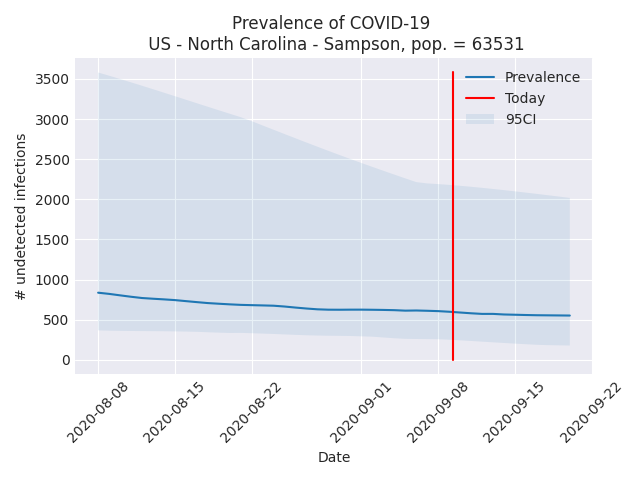 Prevalence of COVID-19
US - North Carolina - Sampson, pop. = 63531
Prevalence
Today
95CI
# undetected infections
3500
3000
2500
2000
1500
1000
500
0
2020-08-08
2020-08-15
2020-08-22
2020-09-01
2020-09-08
2020-09-15
2020-09-22
Date